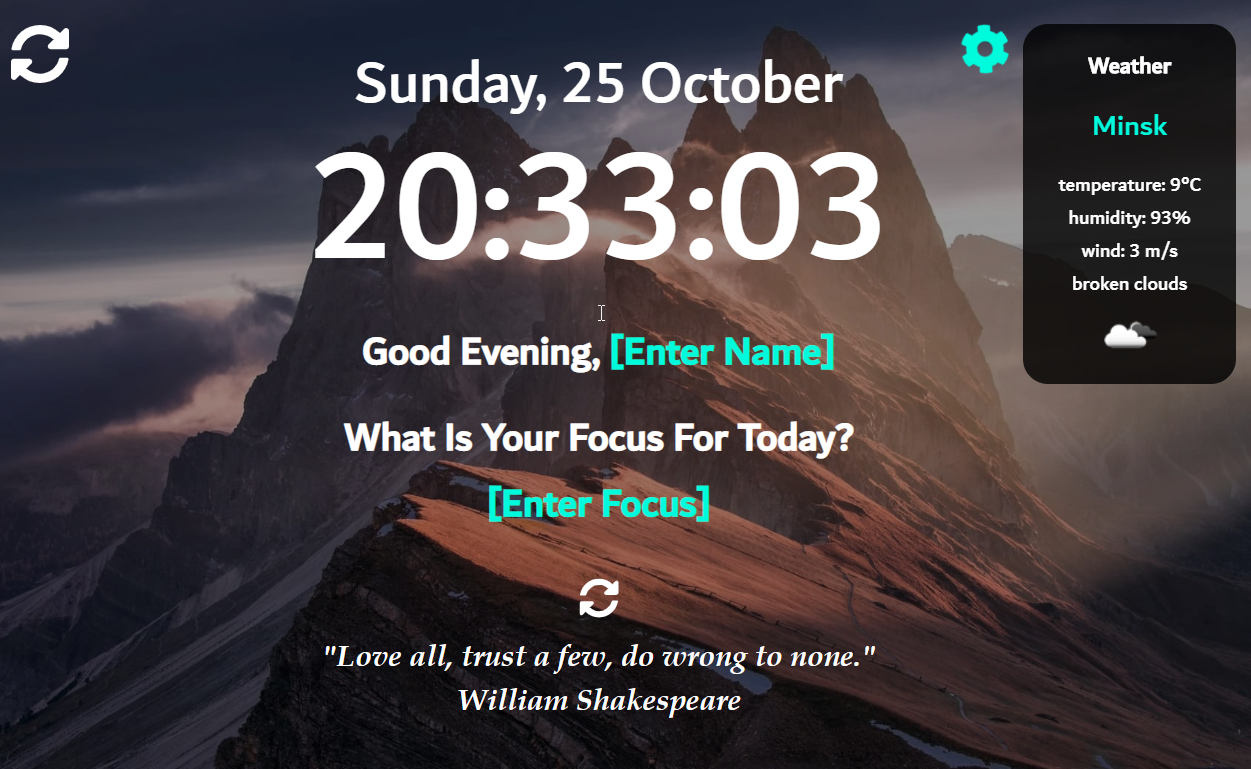 Sunday, 25 October
20:33:03
Good Evening, [Enter Name]
What Is Your Focus For Today?
[Enter Focus]
"Love all, trust a few, do wrong to none."
William Shakespeare
Weather
Minsk
temperature: 9°C
humidity: 93%
wind: 3 m/s
broken clouds